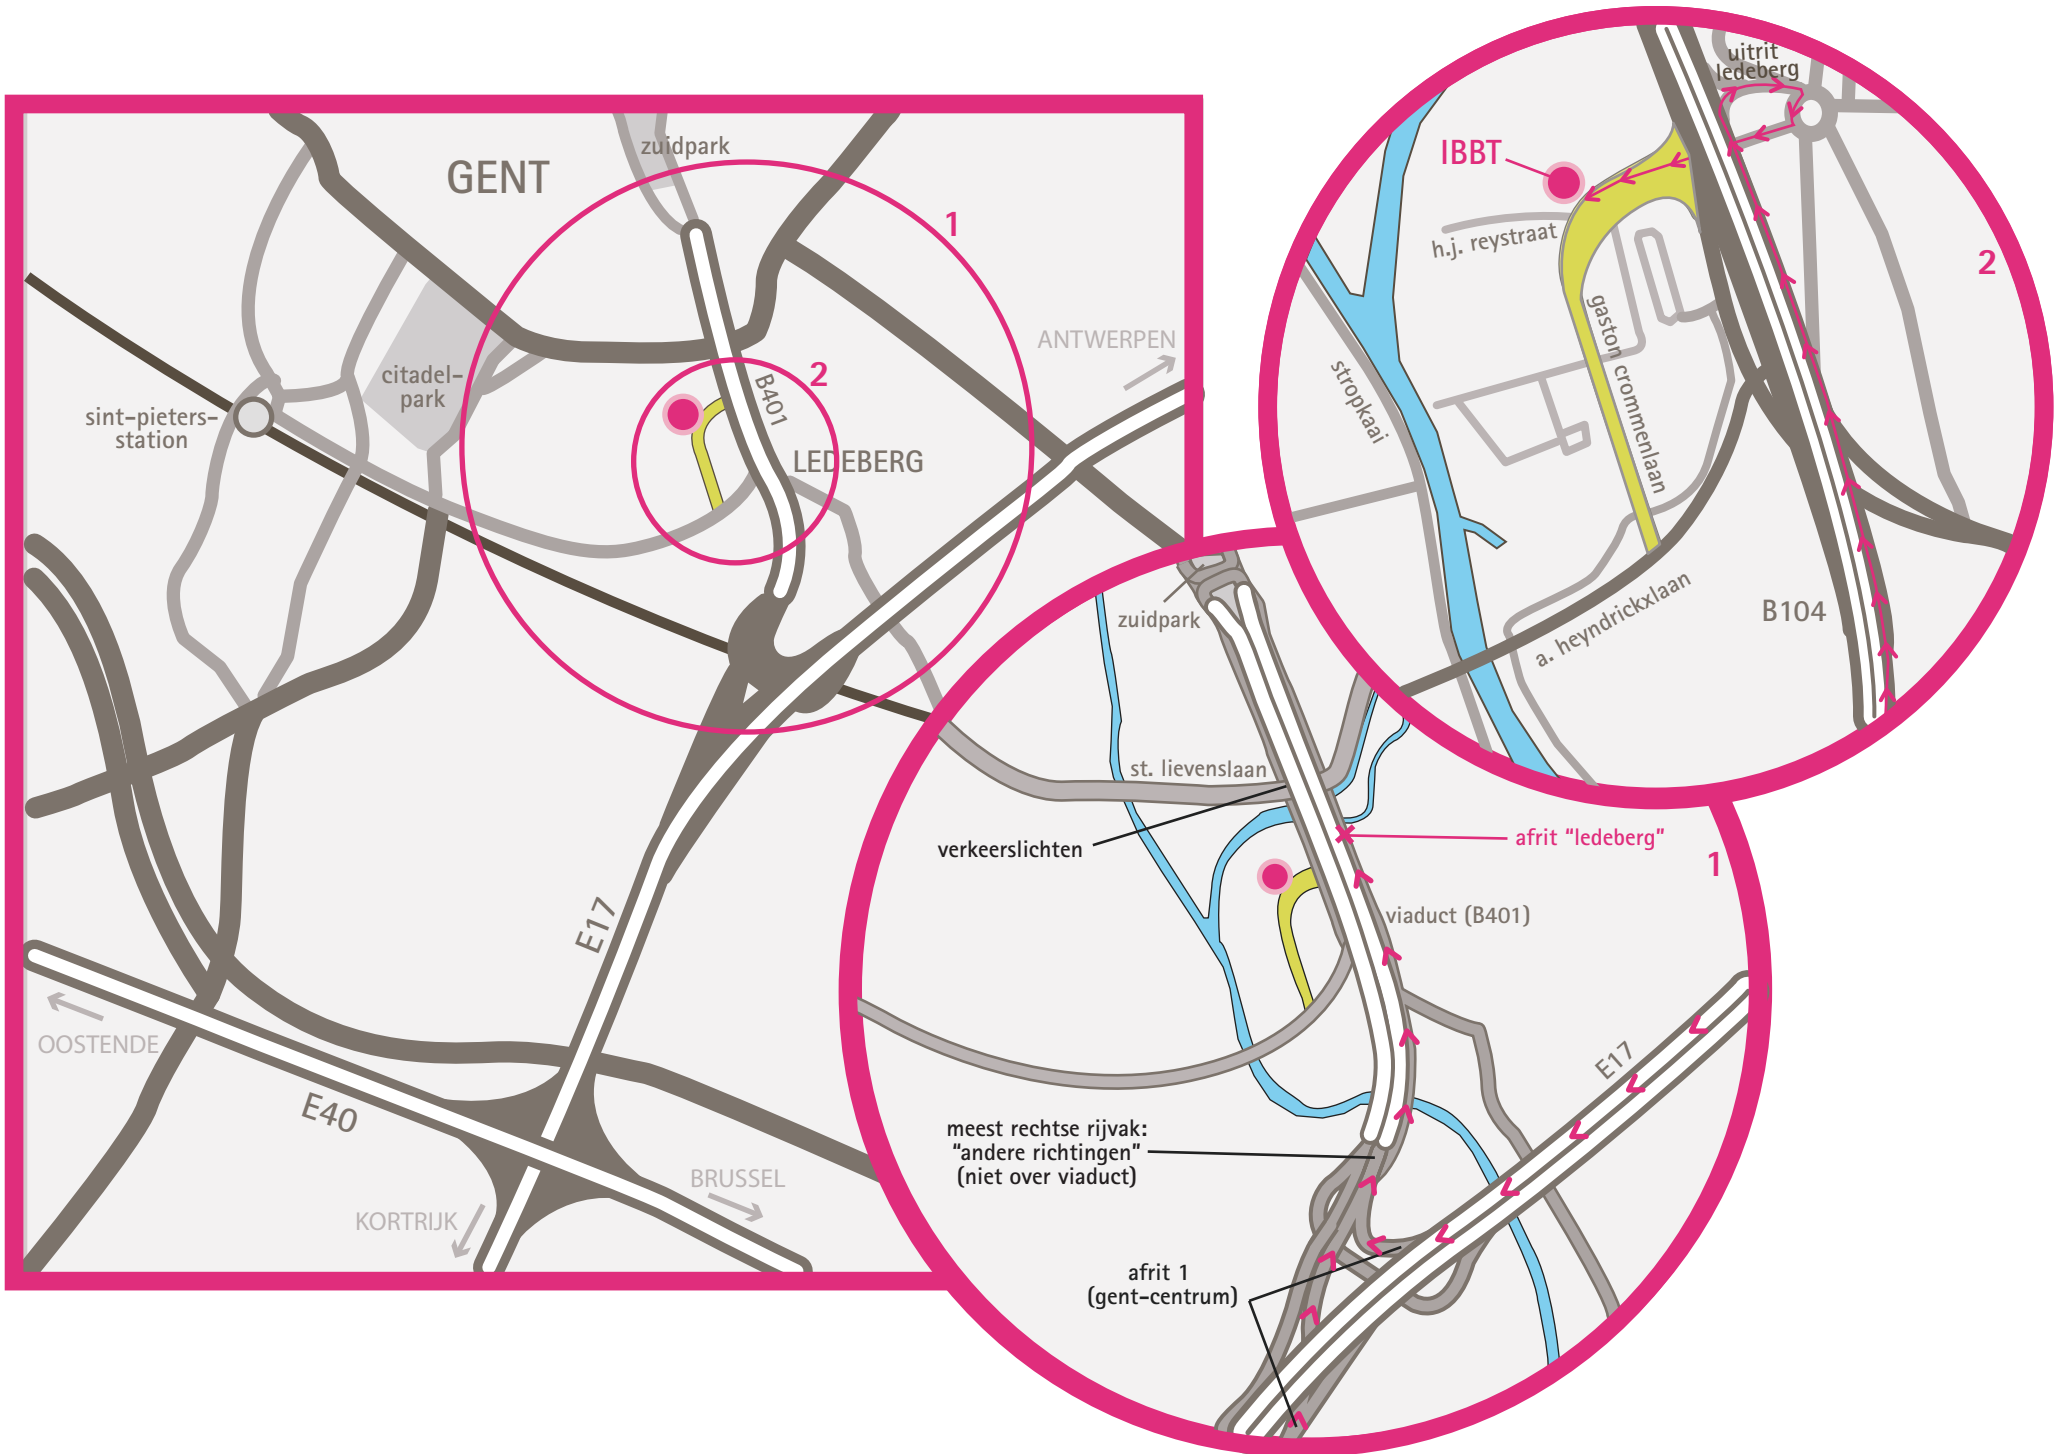 GENT
zuidpark
1
ANTWERPEN
citadel-
park
2
B401
sint-pieters-
station
LEDEBERG
E17
OOSTENDE
E40
KORTRIJK
BRUSSEL
uitrit
ledeberg
IBBT
h.j. reystraat
2
gaston crommenlaan
stropkaai
a. heyndrickxlaan
B104
zuidpark
st. lievenslaan
verkeerslichten
afrit “ledeberg”
1
viaduct (B401)
E17
meest rechtse rijvak:
“andere richtingen”
(niet over viaduct)
afrit 1
(gent-centrum)